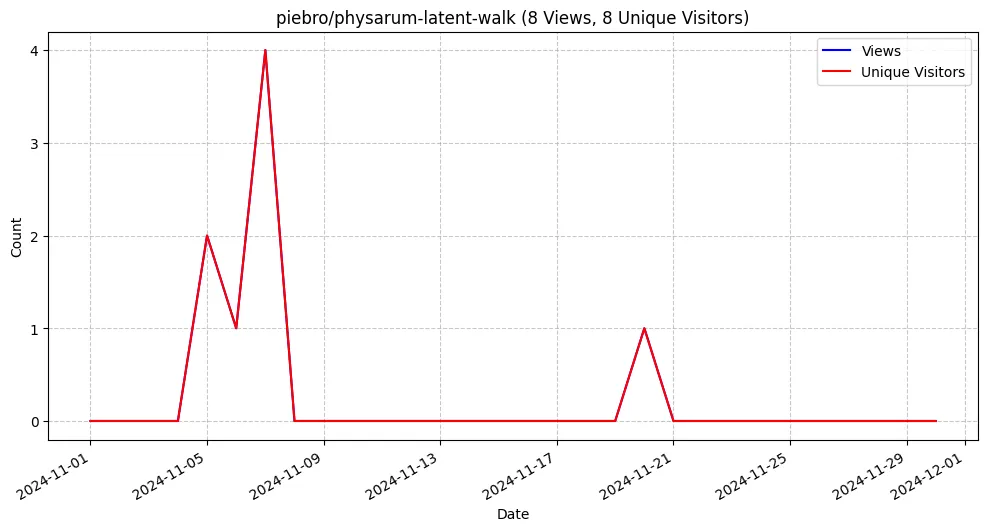 piebro/physarum-latent-walk (8 Views, 8 Unique Visitors)
Views
Unique Visitors
Count
4
3
2
1
0
2024-11-01
2024-11-05
2024-11-09
2024-11-13
2024-11-17
2024-11-21
2024-11-25
2024-11-29
2024-12-01
Date